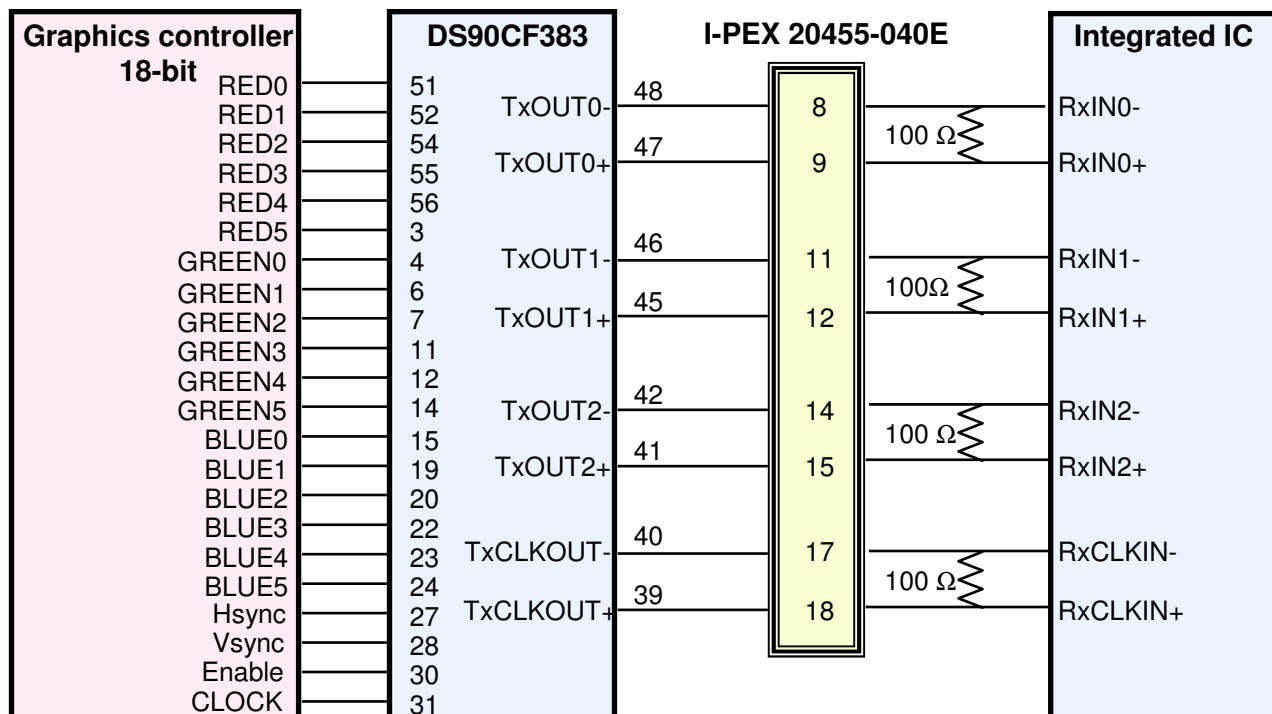 Graphics controller
18-bit
RED0
RED1
RED2
RED3
RED4
RED5
GREEN0
GREEN1
GREEN2
GREEN3
GREEN4
GREEN5
BLUE0
BLUE1
BLUE2
BLUE3
BLUE4
BLUE5
Hsync
Vsync
Enable
CLOCK
DS90CF383
51
52
54
55
56
3
4
6
7
11
12
14
15
19
20
22
23
24
27
28
30
31
TxOUT0-
TxOUT0+
TxOUT1-
TxOUT1+
TxOUT2-
TxOUT2+
TxCLKOUT-
TxCLKOUT+
48
47
46
45
42
41
40
39
I-PEX 20455-040E
8
9
11
12
14
15
17
18
100 Ω
100Ω
100 Ω
100 Ω
Integrated IC
RxIN0-
RxIN0+
RxIN1-
RxIN1+
RxIN2-
RxIN2+
RxCLKIN-
RxCLKIN+